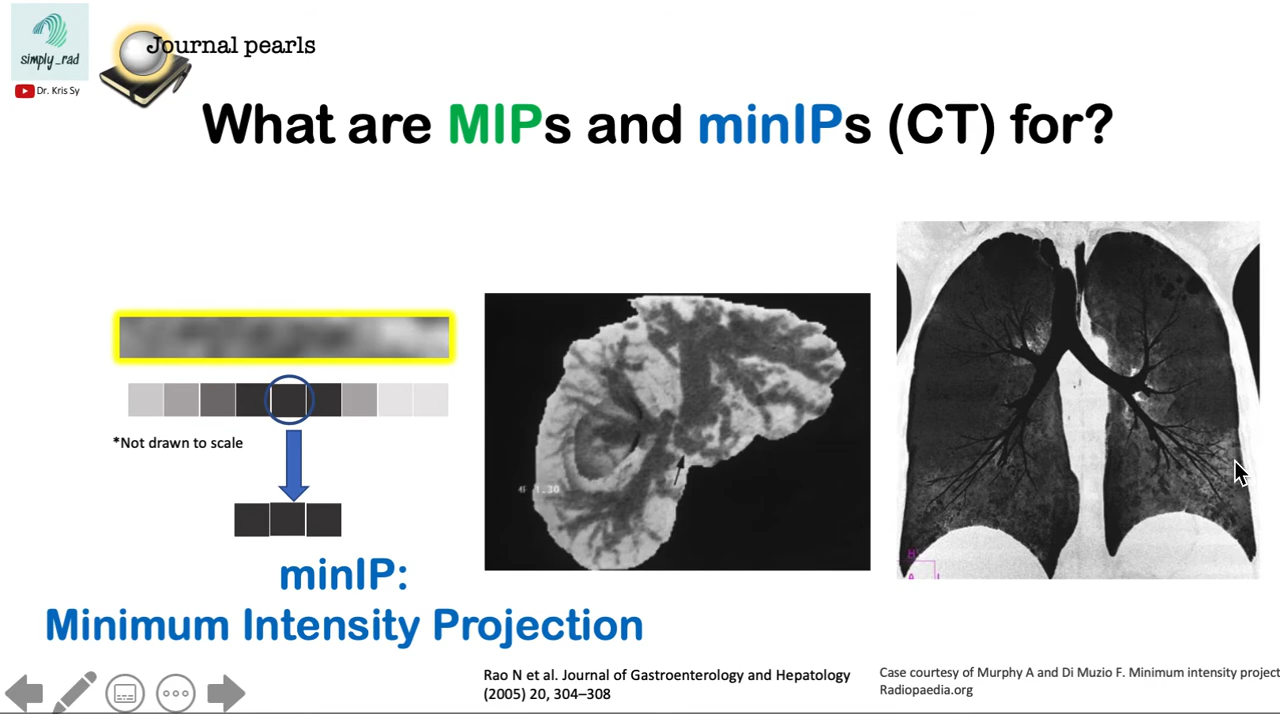 simply_rad
Dr. Kris Sy
Journal pearls
What are MIPs and minIPs (CT) for?
*Not drawn to scale
minIP:
Minimum Intensity Projection
1.30
Rao N et al. Journal of Gastroenterology and Hepatology
(2005) 20, 304–308
Case courtesy of Murphy A and Di Muzio F. Minimum intensity project
Radiopaedia.org